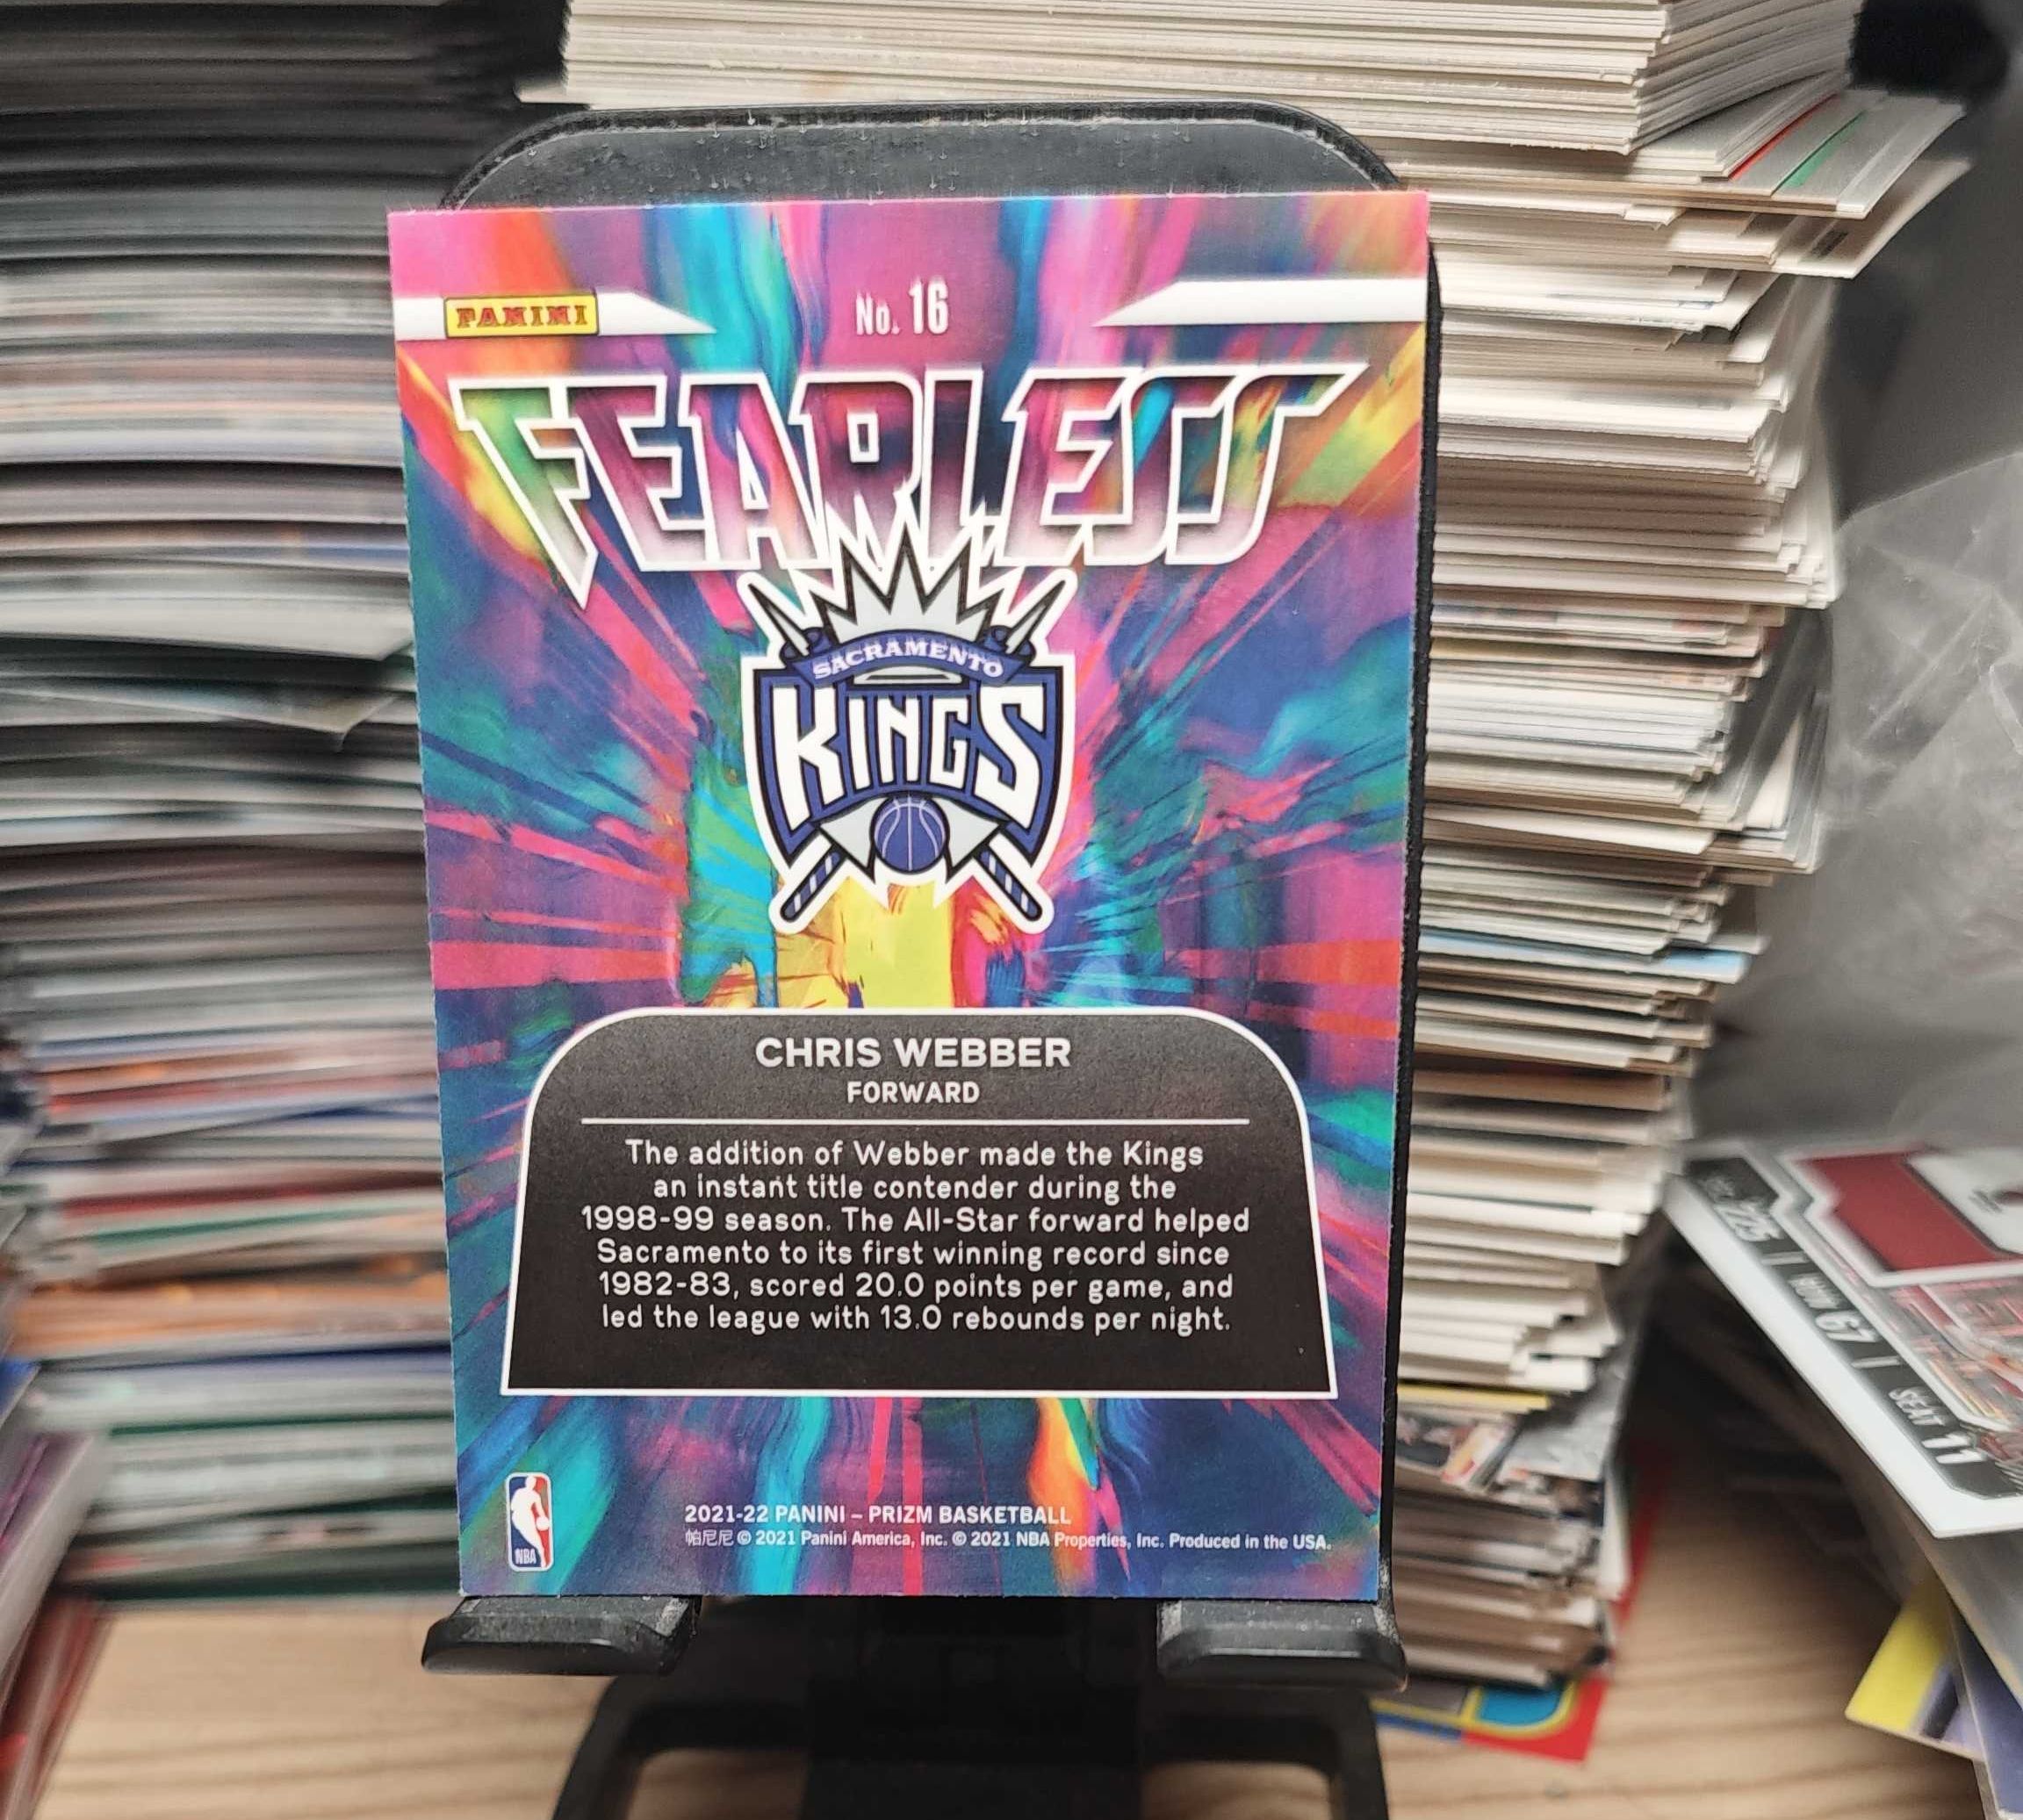 PANINI
No. 16
FEARLESS
SACRAMENTO
KINGS
CHRIS WEBBER
FORWARD
The addition of Webber made the Kings
an instant title contender during the
1998-99 season. The All-Star forward helped
Sacramento to its first winning record since
1982-83, scored 20.0 points per game, and
led the league with 13.0 rebounds per night.
NBA
2021-22 PANINI – PRIZM BASKETBALL
帕尼尼 © 2021 Panini America, Inc. © 2021 NBA Properties, Inc. Produced in the USA.
SEAT 11